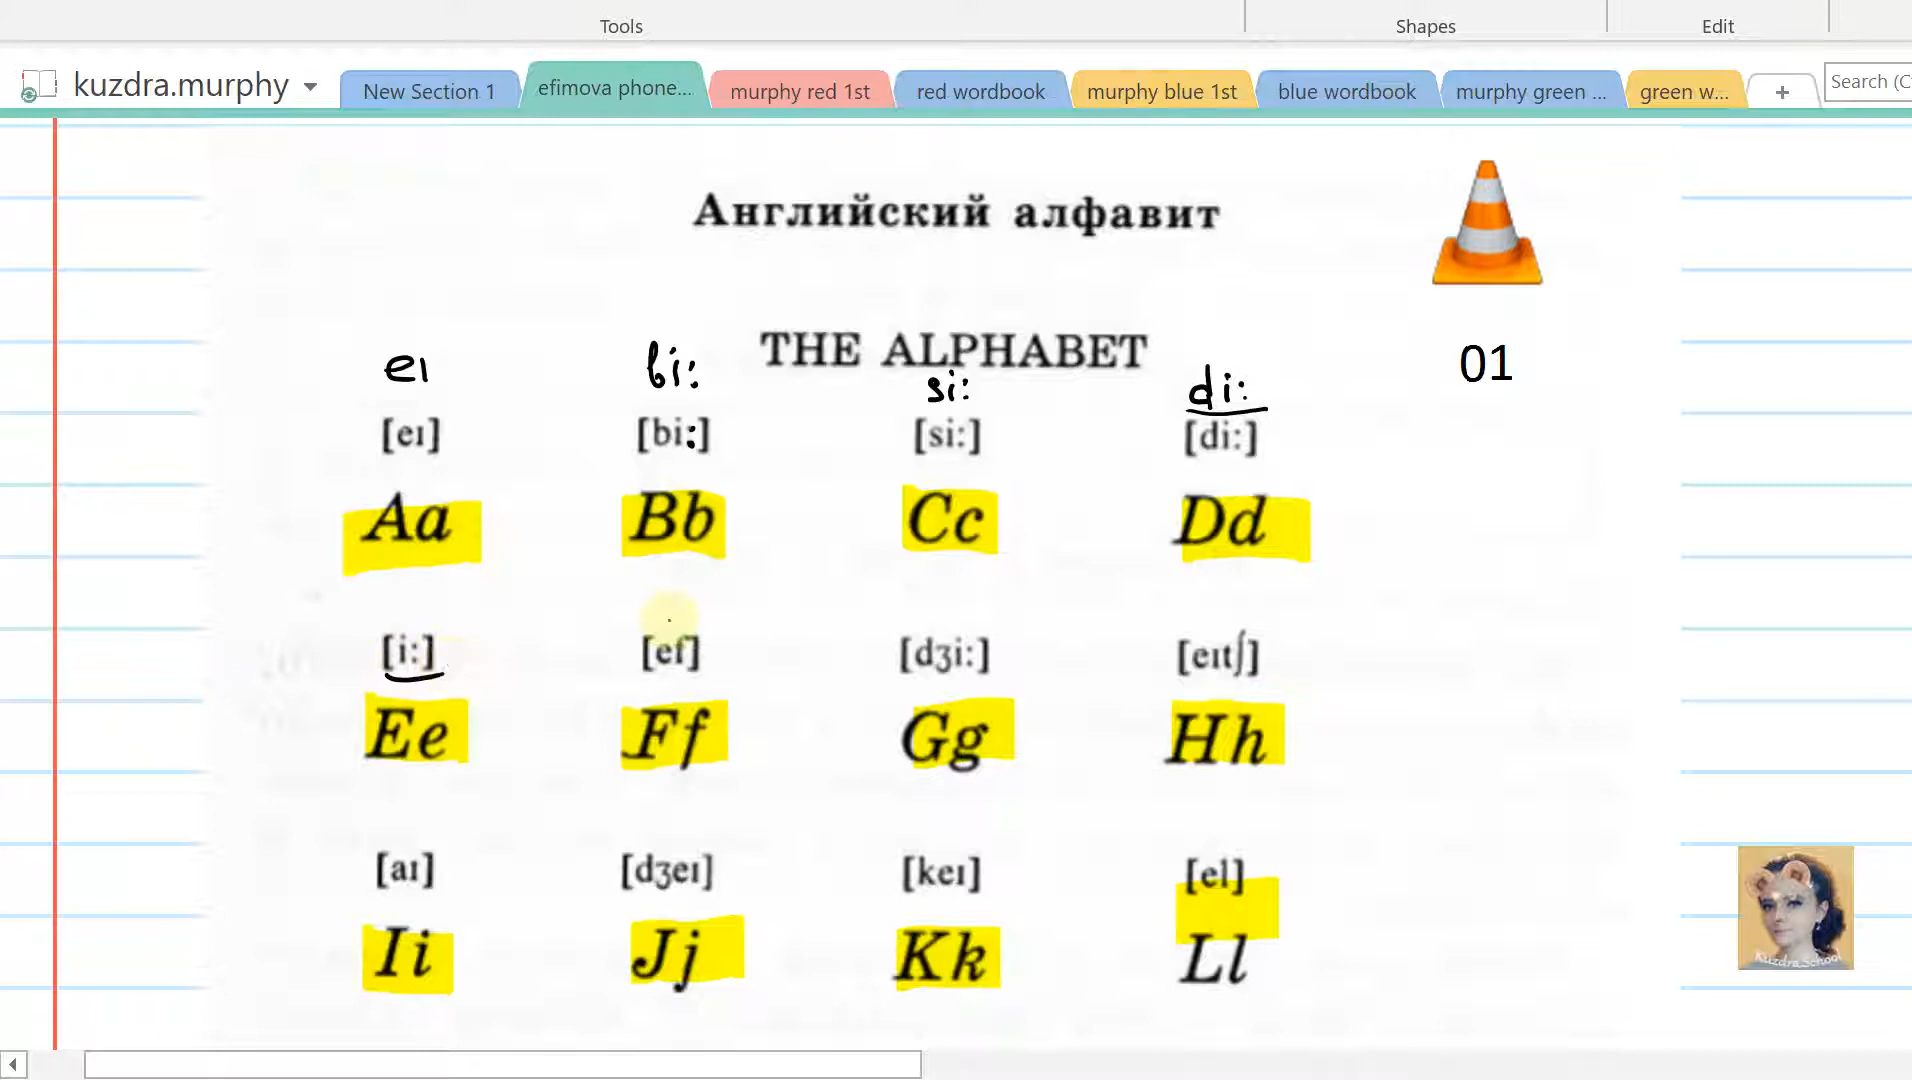 Tools Shapes Edit
kuzdra.murphy New Section 1 efimova phone... murphy red 1st red wordbook murphy blue 1st blue wordbook murphy green ... green w... + Search (C
Английский алфавит
THE ALPHABET 01
eɪ bi: si: di:
[eɪ] [bi:] [si:] [di:]
Aa Bb Cc Dd
[i:] [ef] [dʒi:] [eɪtʃ]
Ee Ff Gg Hh
[aɪ] [dʒeɪ] [keɪ] [el]
Ii Jj Kk Ll
Kuzdra.School